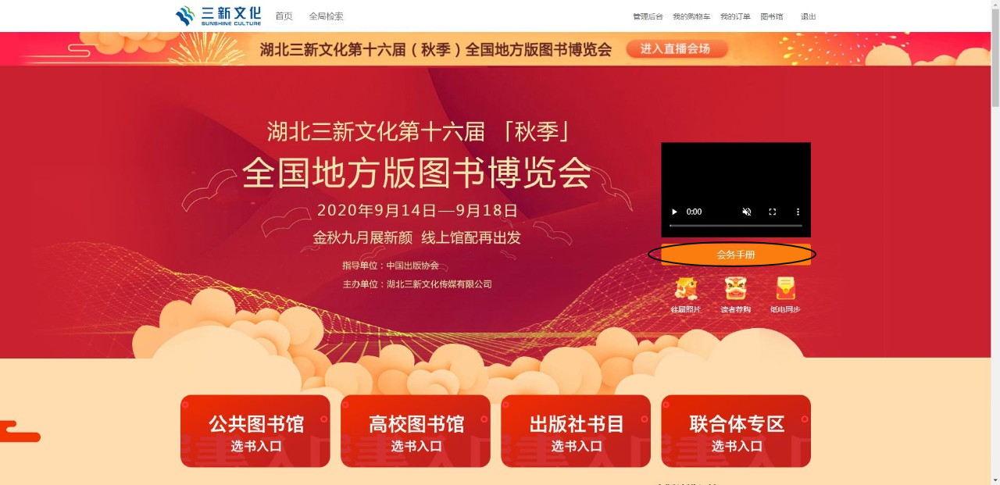 三新文化
SUNSHINE CULTURE
首页 全局检索
管理后台 我的购物车 我的订单 图书馆 退出
湖北三新文化第十六届（秋季）全国地方版图书博览会 进入直播会场
湖北三新文化第十六届 「秋季」
全国地方版图书博览会
2020年9月14日—9月18日
金秋九月展新颜 线上馆配再出发
指导单位：中国出版协会
主办单位：湖北三新文化传媒有限公司
0:00
会务手册
往届照片 读者荐购 纸电同步
公共图书馆 高校图书馆 出版社书目 联合体专区
选书入口 选书入口 选书入口 选书入口